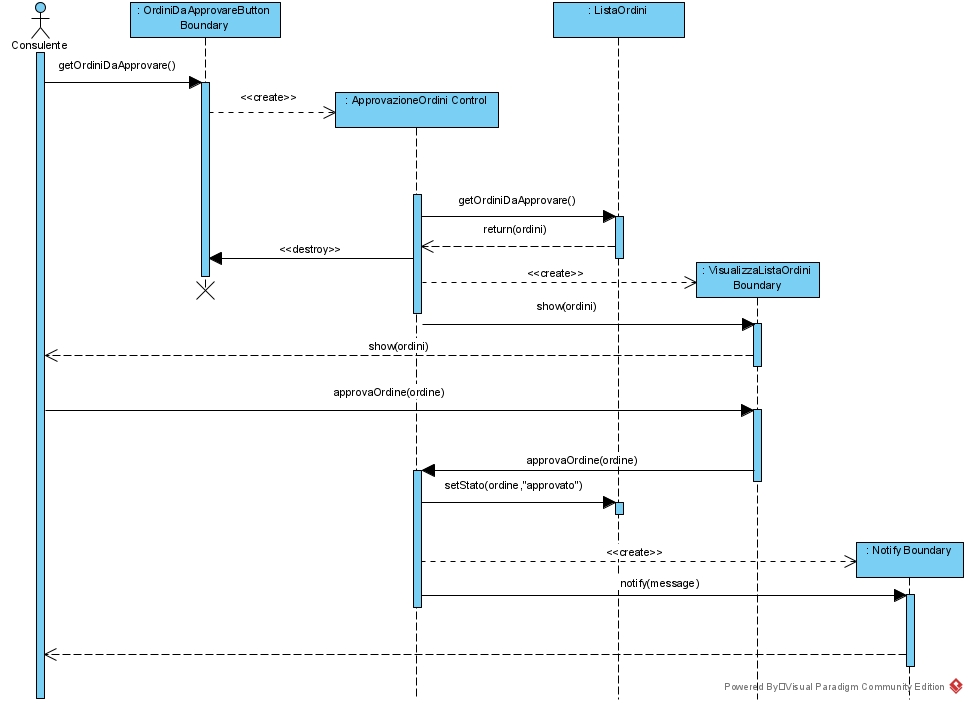 : OrdiniDaApprovareButton
Boundary
: ListaOrdini
Consulente
getOrdiniDaApprovare()
<<create>>
: ApprovazioneOrdini Control
getOrdiniDaApprovare()
return(ordini)
<<destroy>>
<<create>>
: VisualizzaListaOrdini
Boundary
show(ordini)
show(ordini)
approvaOrdine(ordine)
approvaOrdine(ordine)
setStato(ordine,"approvato")
<<create>>
: Notify Boundary
notify(message)
Powered By Visual Paradigm Community Edition